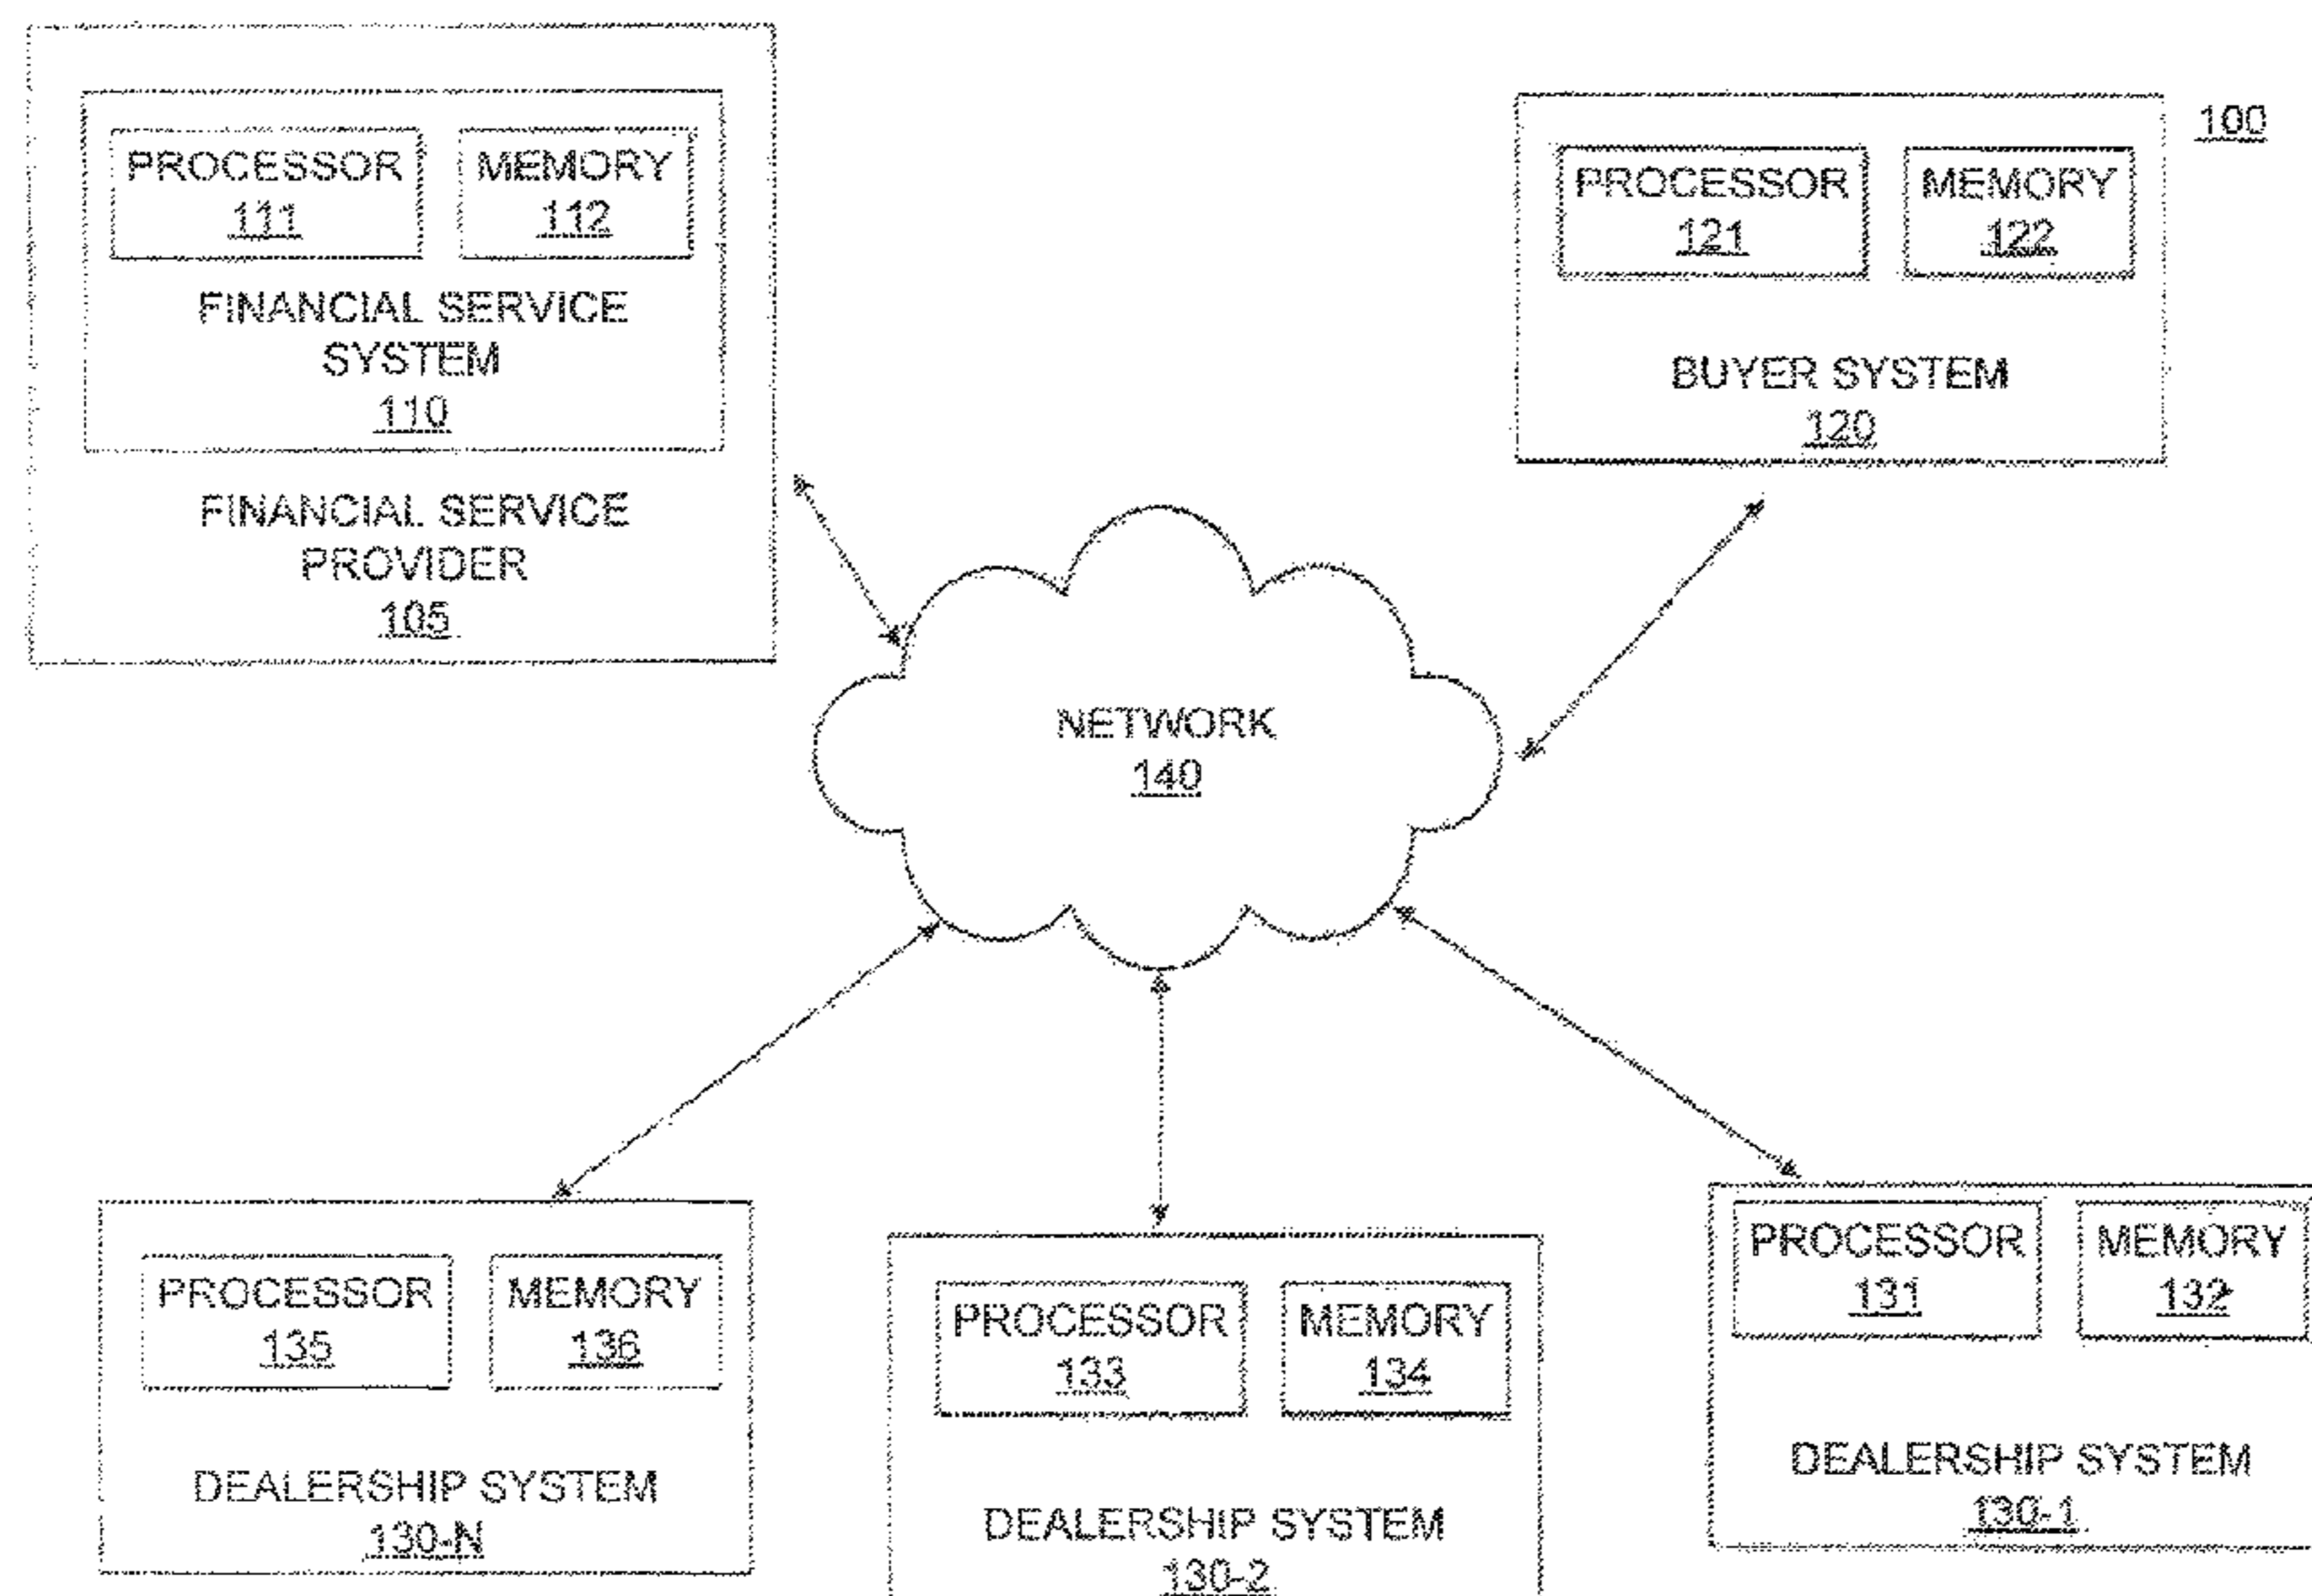 PROCESSOR
111
MEMORY
112
FINANCIAL SERVICE
SYSTEM
110
FINANCIAL SERVICE
PROVIDER
105
100
PROCESSOR
121
MEMORY
122
BUYER SYSTEM
120
NETWORK
140
PROCESSOR
135
MEMORY
136
DEALERSHIP SYSTEM
130-N
PROCESSOR
133
MEMORY
134
DEALERSHIP SYSTEM
130-2
PROCESSOR
131
MEMORY
132
DEALERSHIP SYSTEM
130-1